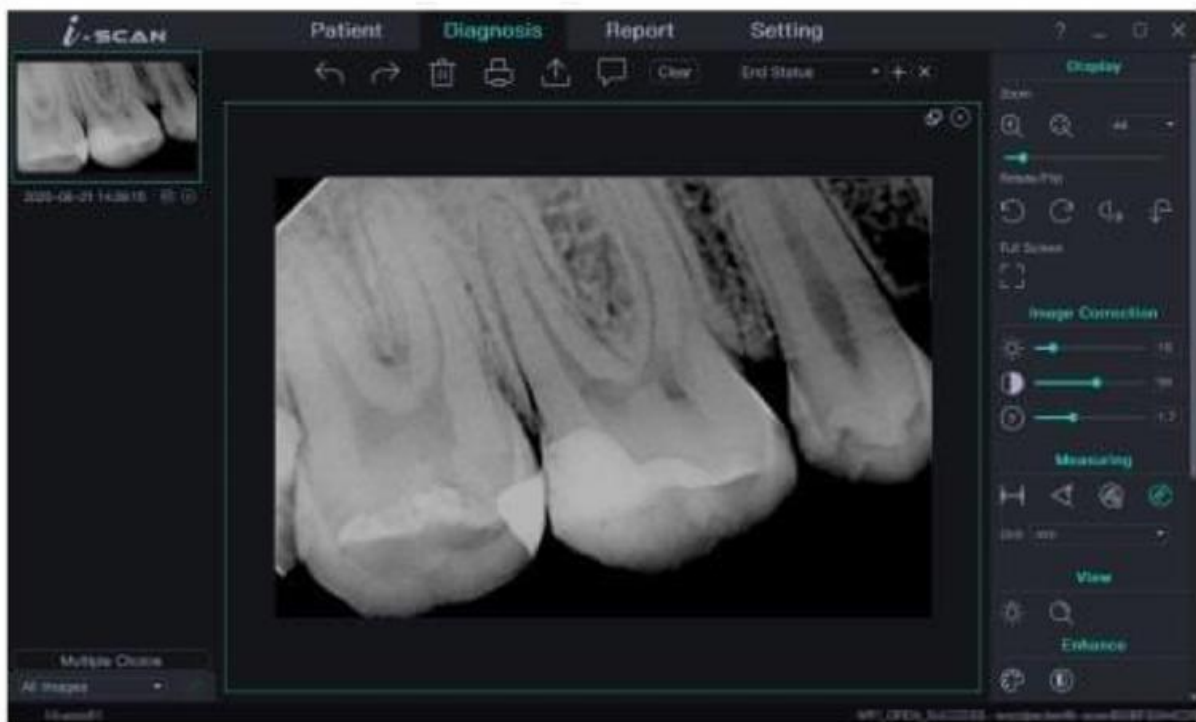 i-SCAN
Patient
Diagnosis
Report
Setting
?
Clear
End Status
Display
Zoom
Rotate/Flip
Full Screen
Image Correction
Measuring
View
Enhance
Multiple Choice
All Images